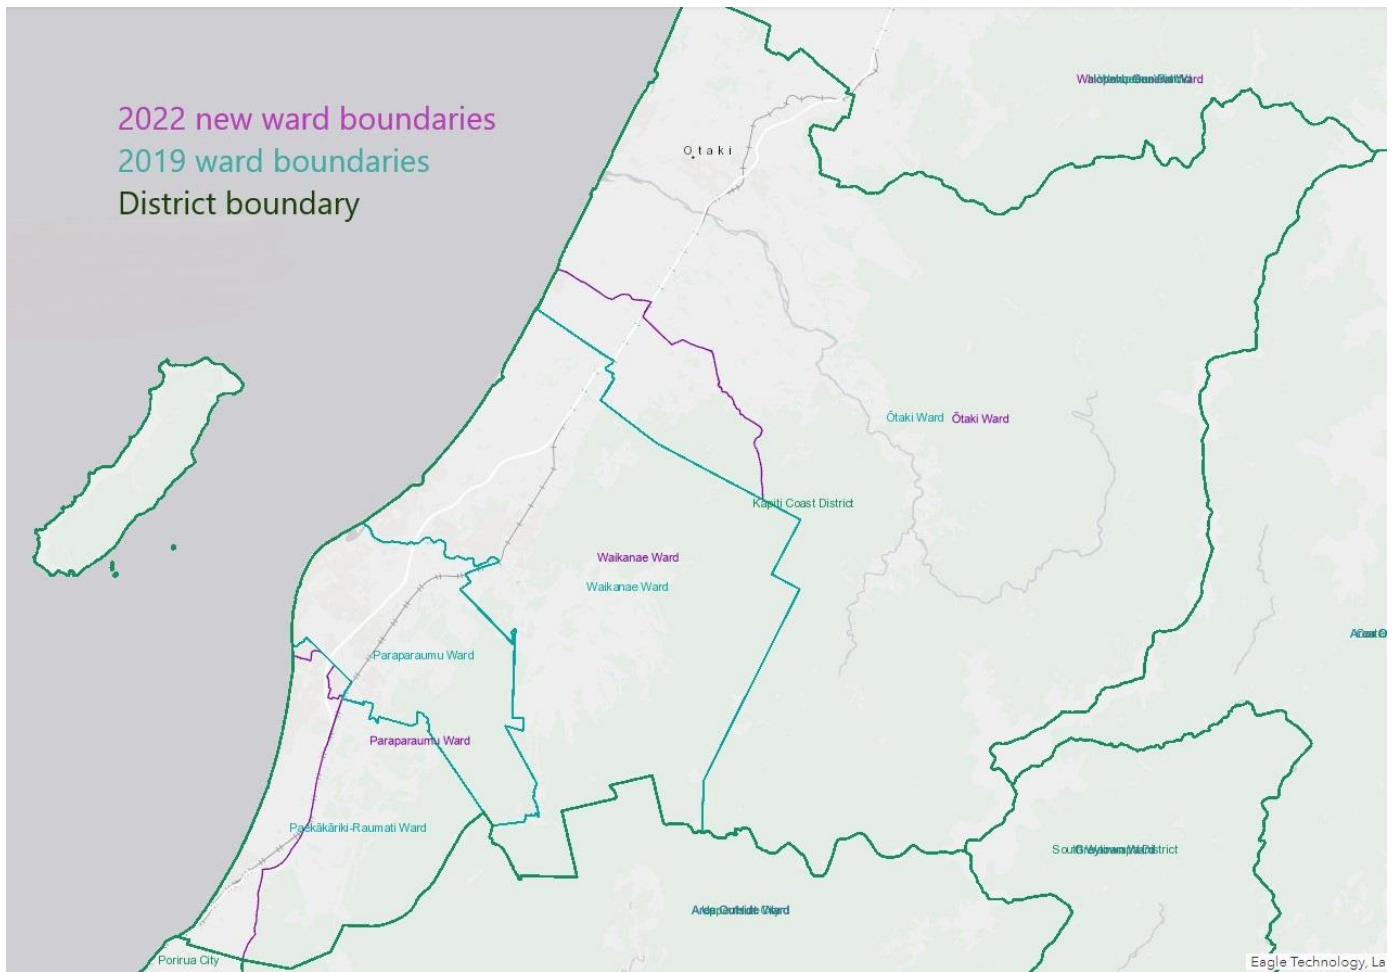 2022 new ward boundaries
2019 ward boundaries
District boundary
Otaki
Ōtaki Ward
Ōtaki Ward
Kapiti Coast District
Waikanae Ward
Waikanae Ward
Paraparaumu Ward
Paraparaumu Ward
Paekākāriki-Raumati Ward
Porirua City
Eagle Technology, La